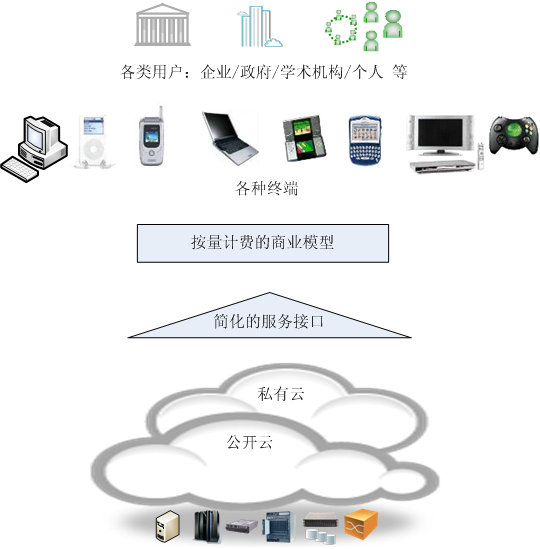 各类用户：企业/政府/学术机构/个人 等
各种终端
按量计费的商业模型
简化的服务接口
私有云
公开云